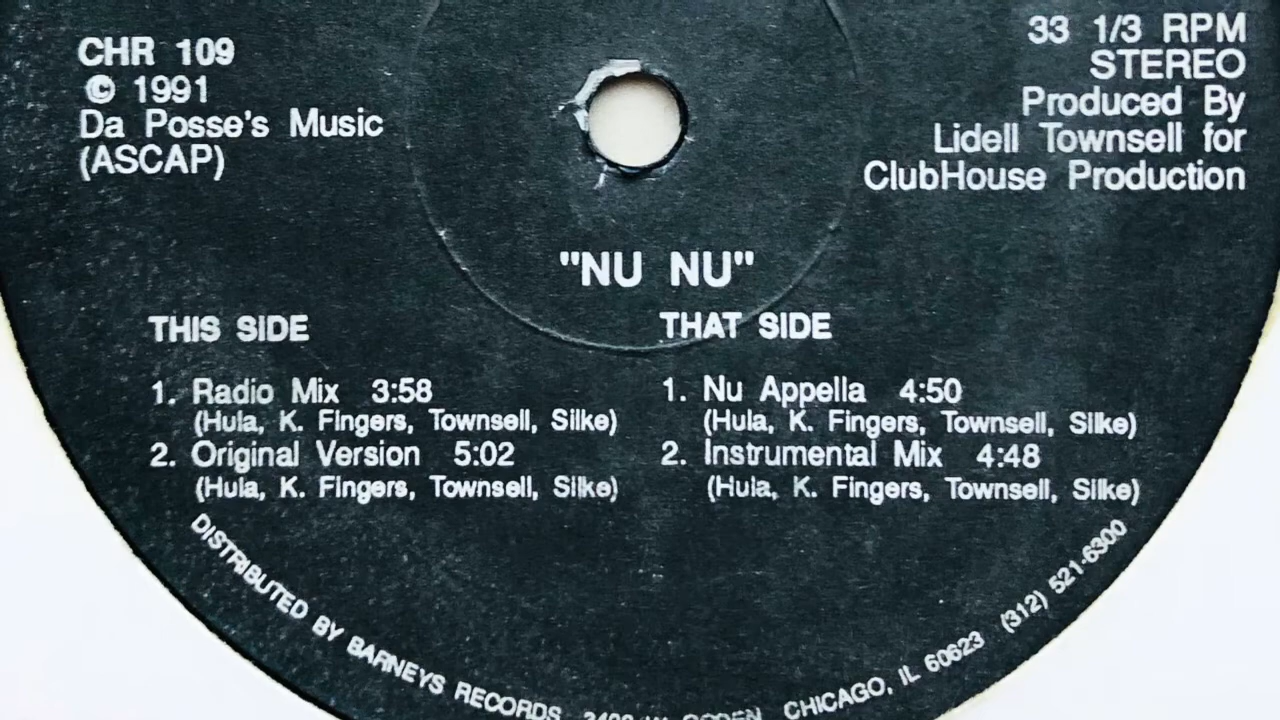 CHR 109
© 1991
Da Posse's Music
(ASCAP)
33 1/3 RPM
STEREO
Produced By
Lidell Townsell for
ClubHouse Production
"NU NU"
THIS SIDE
1. Radio Mix 3:58
(Hula, K. Fingers, Townsell, Silke)
2. Original Version 5:02
(Hula, K. Fingers, Townsell, Silke)
THAT SIDE
1. Nu Appella 4:50
(Hula, K. Fingers, Townsell, Silke)
2. Instrumental Mix 4:48
(Hula, K. Fingers, Townsell, Silke)
DISTRIBUTED BY BARNEYS RECORDS W. CHICAGO, IL 60623 (312) 521-6300